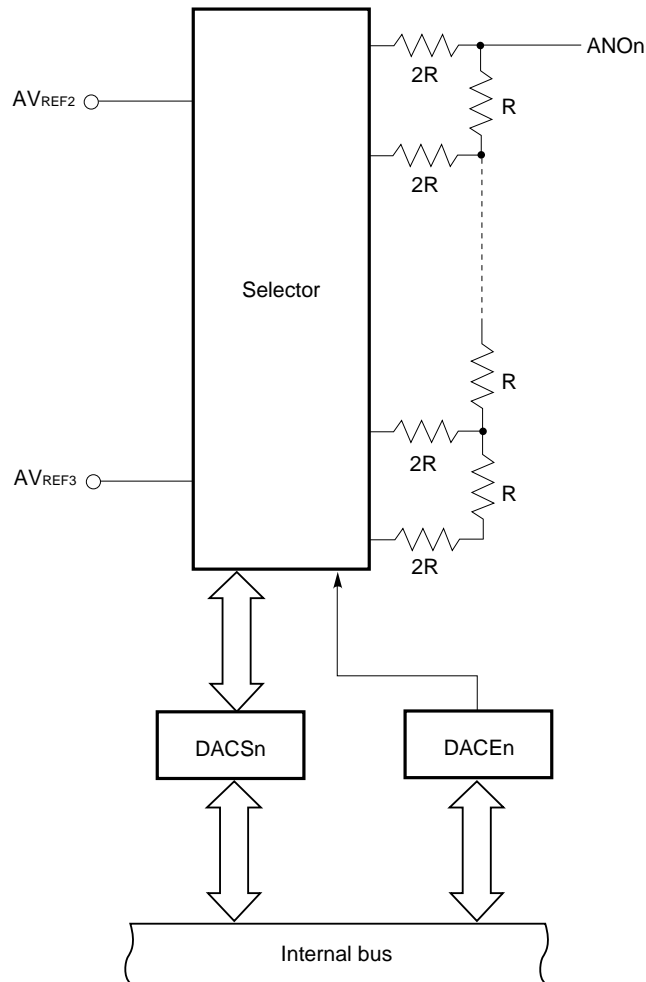 ANOn
2R
R
AVREF2
2R
Selector
R
2R
AVREF3
R
2R
DACSn
DACEn
Internal bus